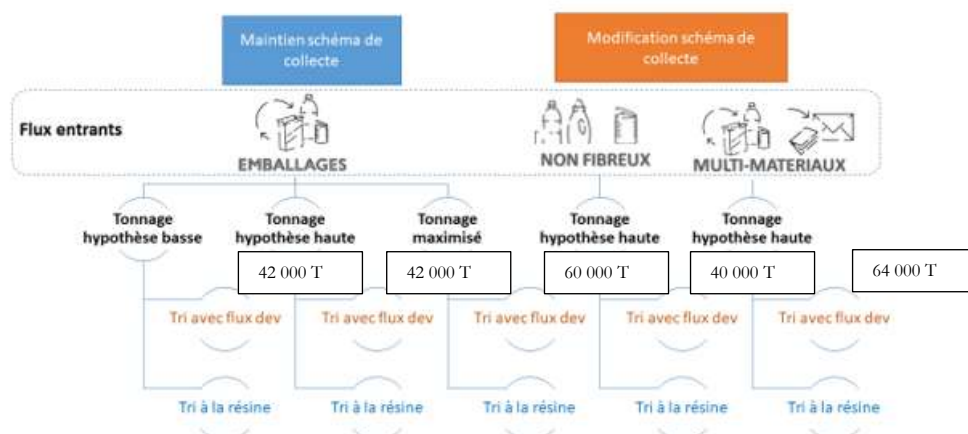 Maintien schéma de
collecte
Modification schéma de
collecte
Flux entrants
EMBALLAGES
NON FIBREUX
MULTI-MATERIAUX
Tonnage
hypothèse basse
Tonnage
hypothèse haute
Tonnage
maximisé
Tonnage
hypothèse haute
Tonnage
hypothèse haute
42 000 T
42 000 T
60 000 T
40 000 T
64 000 T
Tri avec flux dev
Tri avec flux dev
Tri avec flux dev
Tri avec flux dev
Tri avec flux dev
Tri à la résine
Tri à la résine
Tri à la résine
Tri à la résine
Tri à la résine